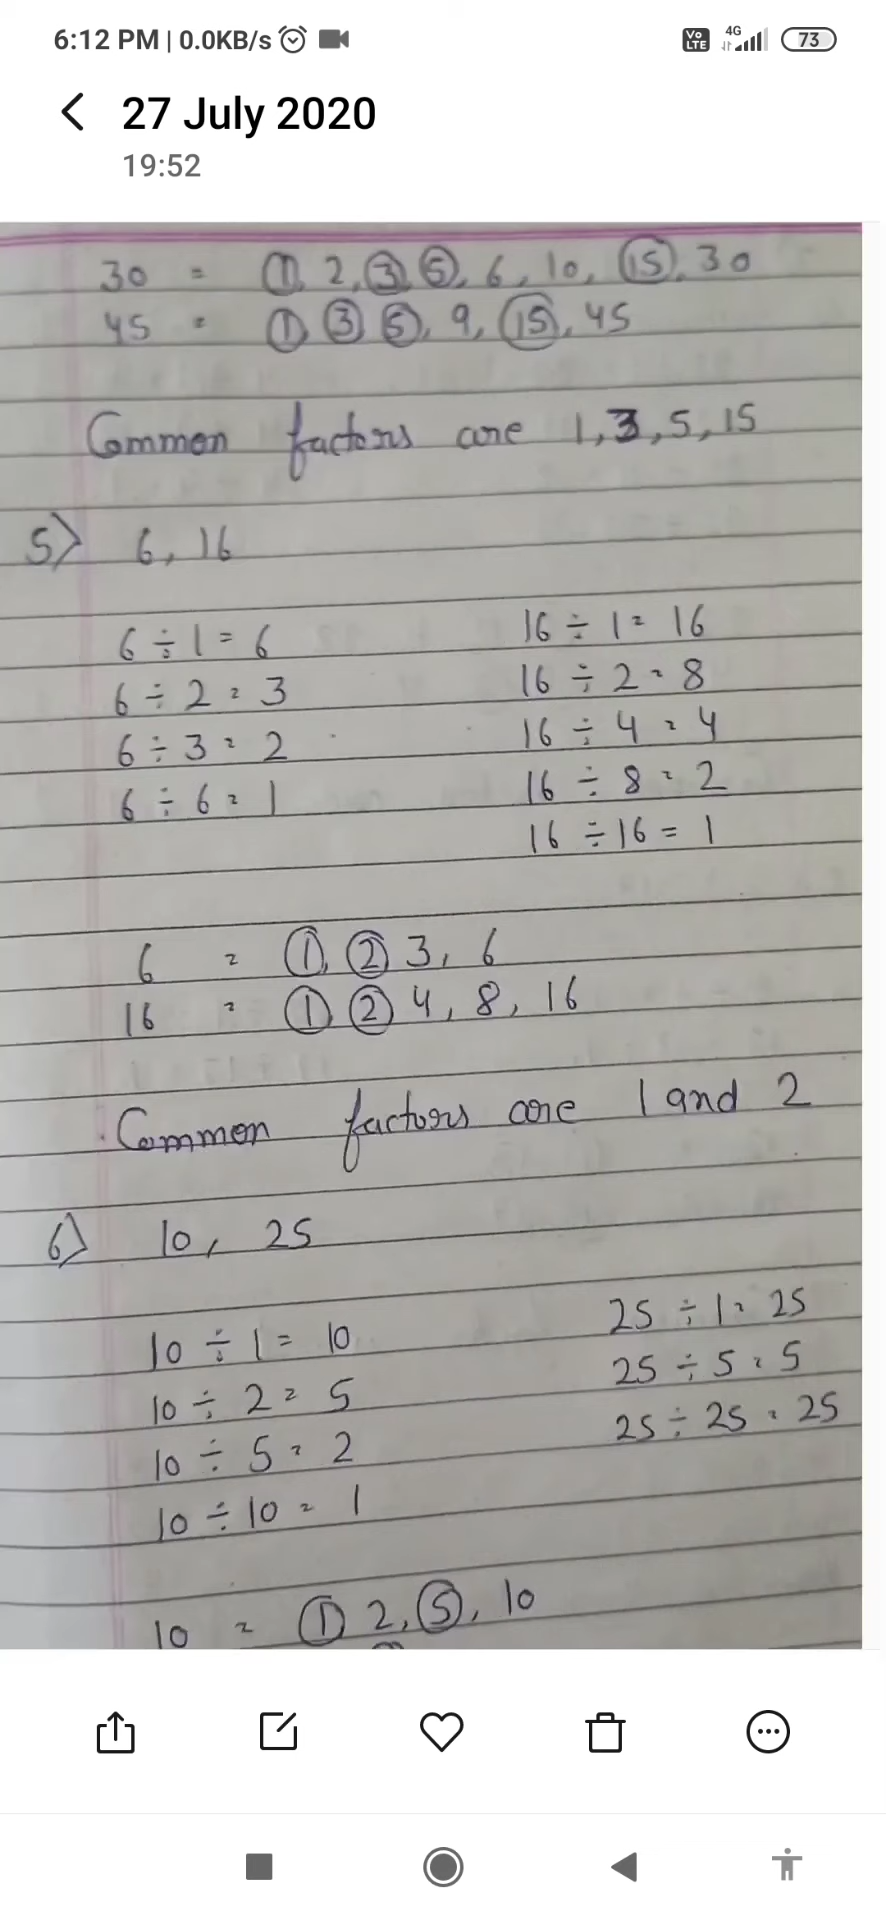 6:12 PM | 0.0KB/s
Vo LTE 4G 73
27 July 2020
19:52
30 = 1, 2, 3, 5, 6, 10, 15, 30
45 = 1, 3, 5, 9, 15, 45
Common factors are 1, 3, 5, 15
5> 6, 16
6 ÷ 1 = 6 16 ÷ 1 = 16
6 ÷ 2 = 3 16 ÷ 2 = 8
6 ÷ 3 = 2 16 ÷ 4 = 4
6 ÷ 6 = 1 16 ÷ 8 = 2
16 ÷ 16 = 1
6 = 1, 2, 3, 6
16 = 1, 2, 4, 8, 16
Common factors are 1 and 2
6> 10, 25
10 ÷ 1 = 10 25 ÷ 1 = 25
10 ÷ 2 = 5 25 ÷ 5 = 5
10 ÷ 5 = 2 25 ÷ 25 = 25
10 ÷ 10 = 1
10 = 1, 2, 5, 10